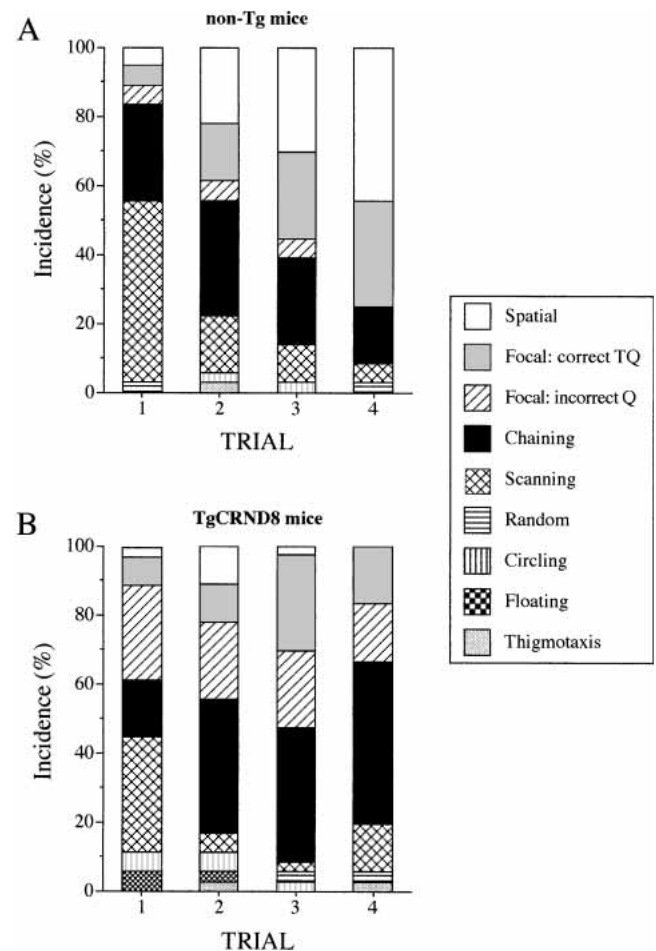 A
non-Tg mice
Incidence (%)
100
80
60
40
20
0
1 2 3 4
TRIAL
Spatial
Focal: correct TQ
Focal: incorrect Q
Chaining
Scanning
Random
Circling
Floating
Thigmotaxis
B
TgCRND8 mice
Incidence (%)
100
80
60
40
20
0
1 2 3 4
TRIAL